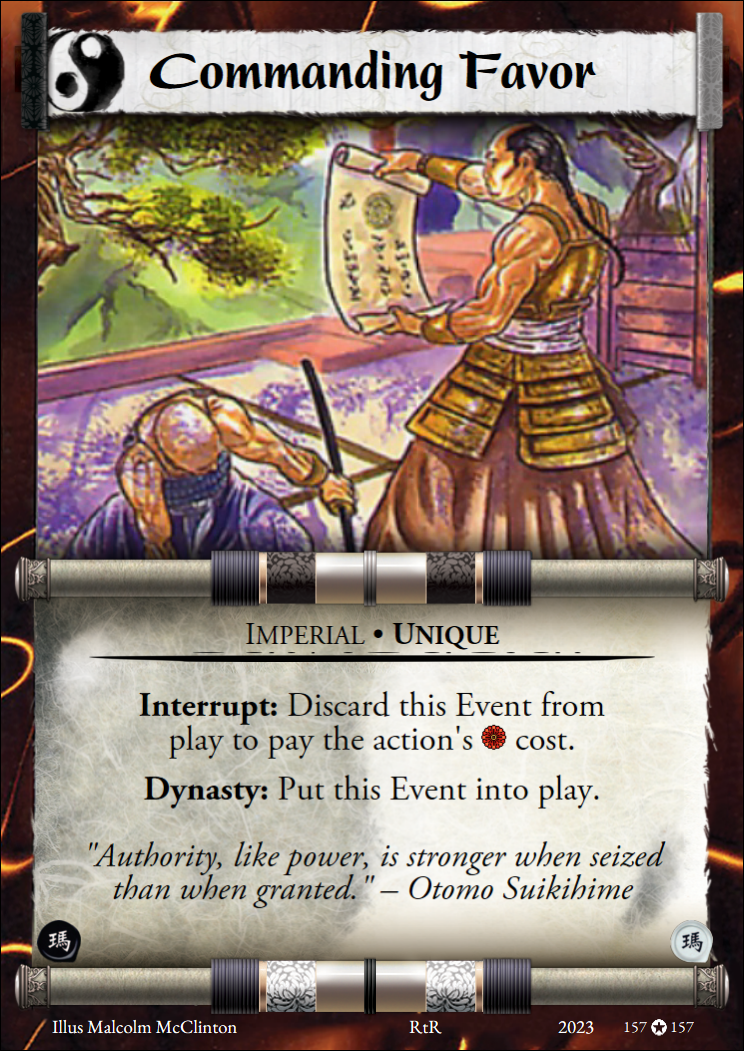 Commanding Favor
IMPERIAL • UNIQUE
Interrupt: Discard this Event from
play to pay the action's cost.
Dynasty: Put this Event into play.
"Authority, like power, is stronger when seized
than when granted." – Otomo Suikihime
瑪
瑪
Illus Malcolm McClinton
RtR
2023
157 157